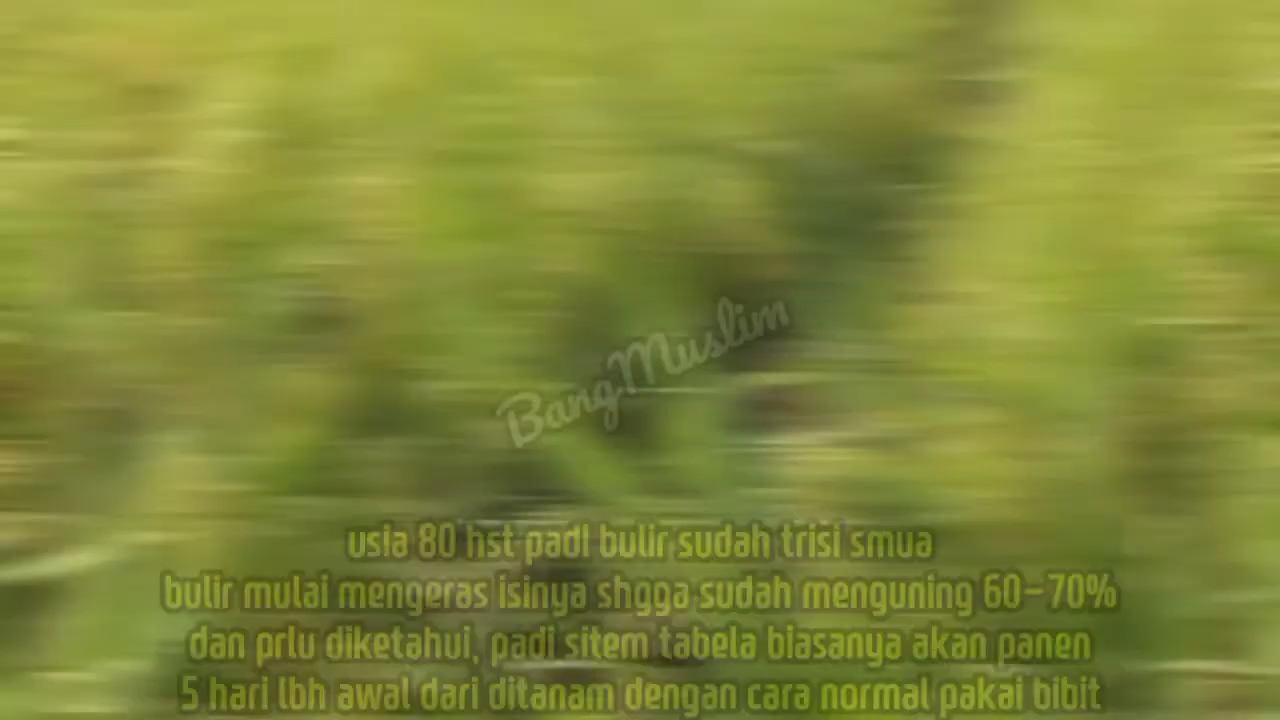 BangMuslim
usia 80 hst padi bulir sudah trisi smua
bulir mulai mengeras isinya shgga sudah menguning 60-70%
dan prlu diketahui, padi sitem tabela biasanya akan panen
5 hari lbh awal dari ditanam dengan cara normal pakai bibit